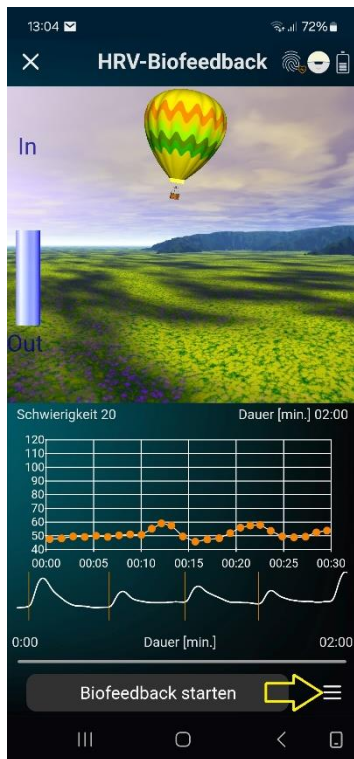 13:04 72%
HRV-Biofeedback
In
Out
Schwierigkeit 20 Dauer [min.] 02:00
120
110
100
90
80
70
60
50
40
00:00 00:05 00:10 00:15 00:20 00:25 00:30
0:00 Dauer [min.] 02:00
Biofeedback starten